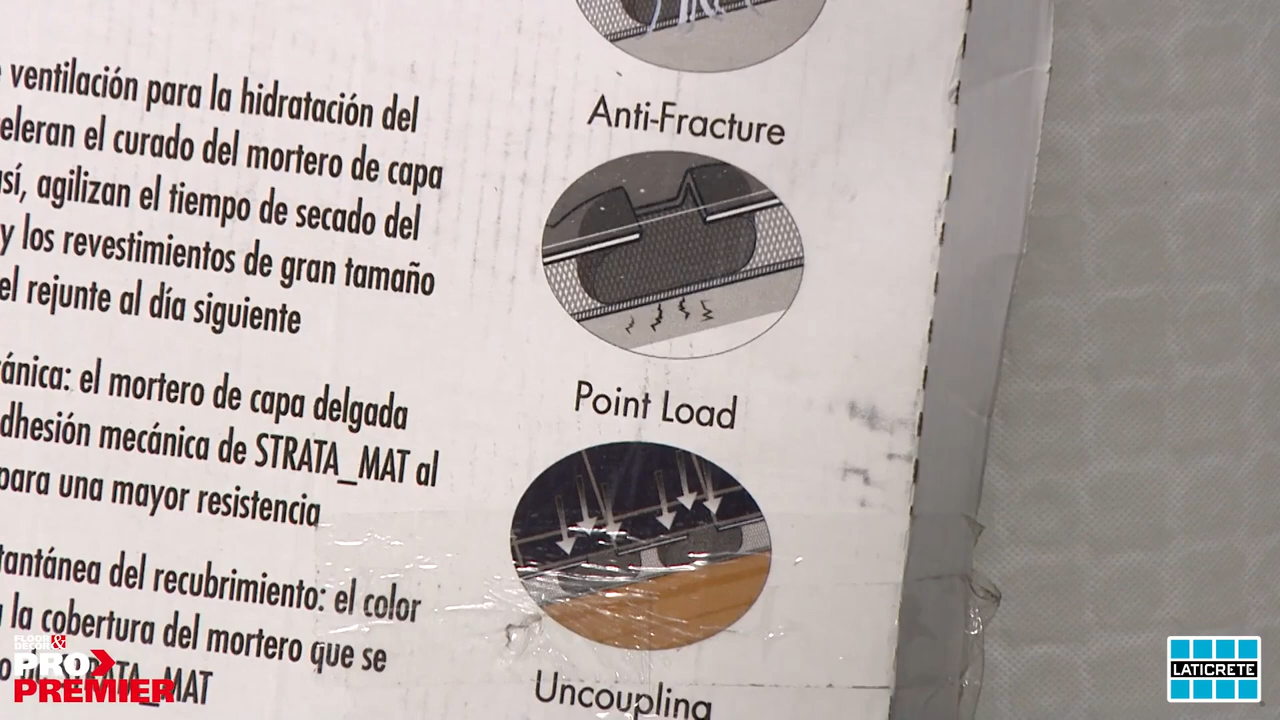 ventilación para la hidratación del
eleran el curado del mortero de capa
sí, agilizan el tiempo de secado del
y los revestimientos de gran tamaño
el rejunte al día siguiente
ánica: el mortero de capa delgada
dhesión mecánica de STRATA_MAT al
para una mayor resistencia
tantánea del recubrimiento: el color
la cobertura del mortero que se
STRATA_MAT
Anti-Fracture
Point Load
Uncoupling
FLOOR &
DECOR
PRO
PREMIER
LATICRETE